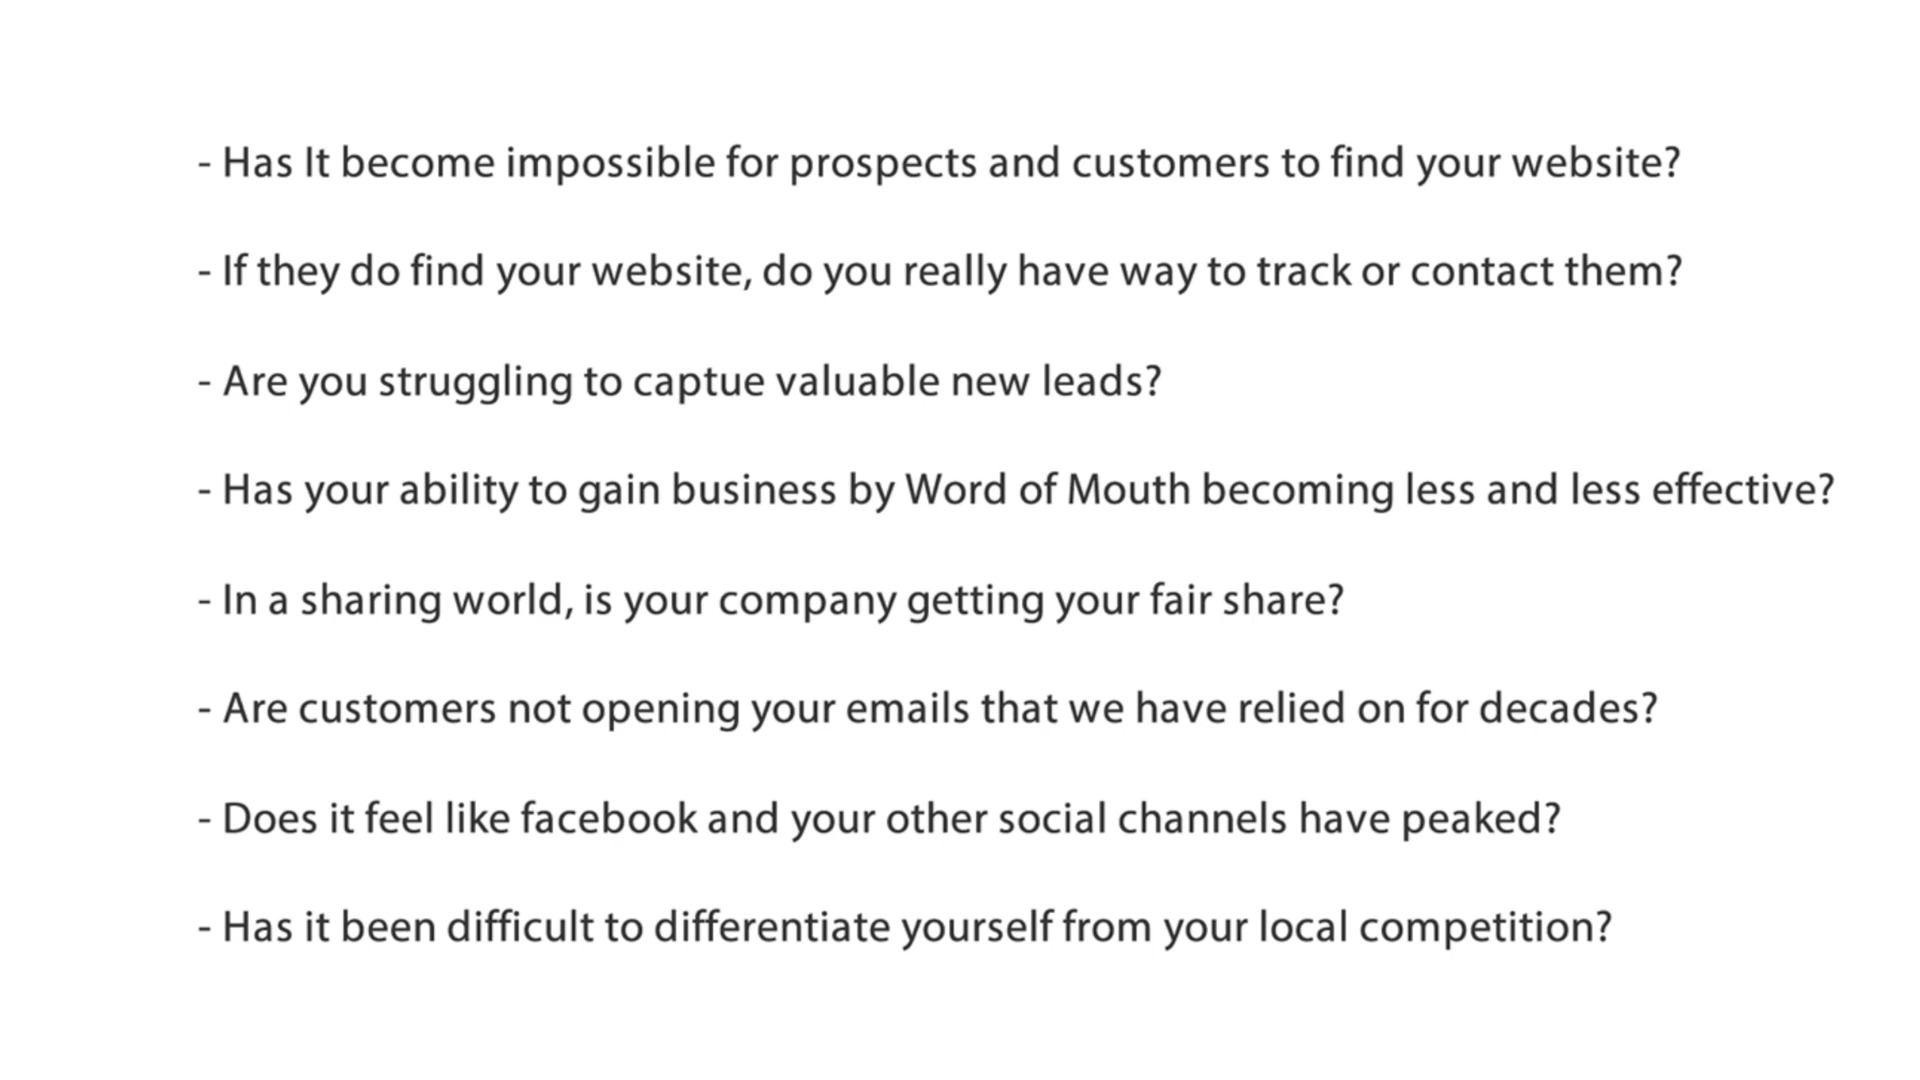 - Has It become impossible for prospects and customers to find your website?
- If they do find your website, do you really have way to track or contact them?
- Are you struggling to captue valuable new leads?
- Has your ability to gain business by Word of Mouth becoming less and less effective?
- In a sharing world, is your company getting your fair share?
- Are customers not opening your emails that we have relied on for decades?
- Does it feel like facebook and your other social channels have peaked?
- Has it been difficult to differentiate yourself from your local competition?